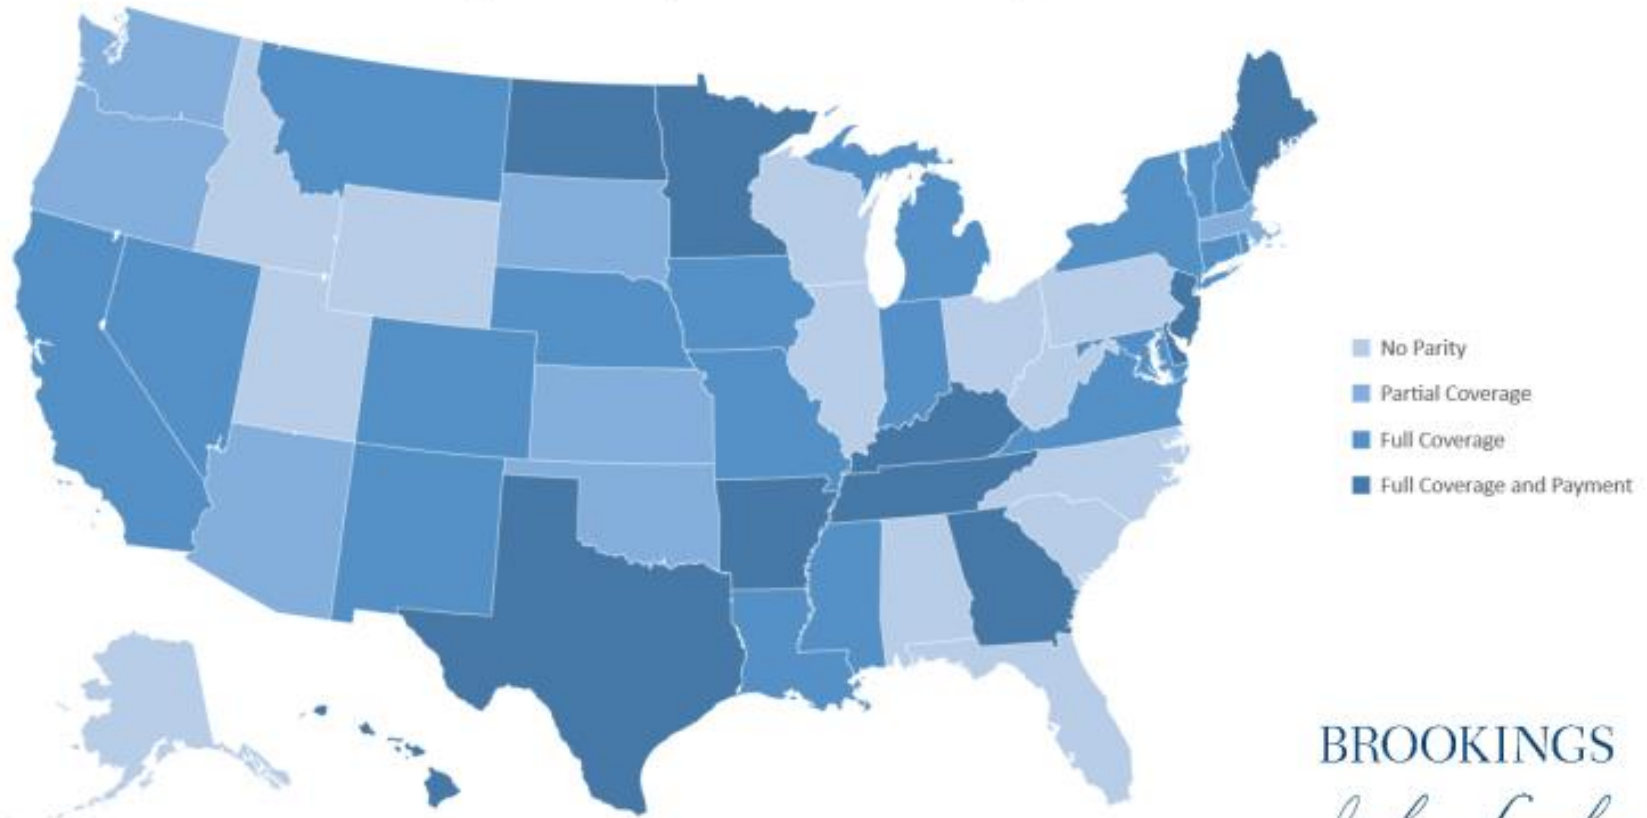 No Parity
Partial Coverage
Full Coverage
Full Coverage and Payment
BROOKINGS